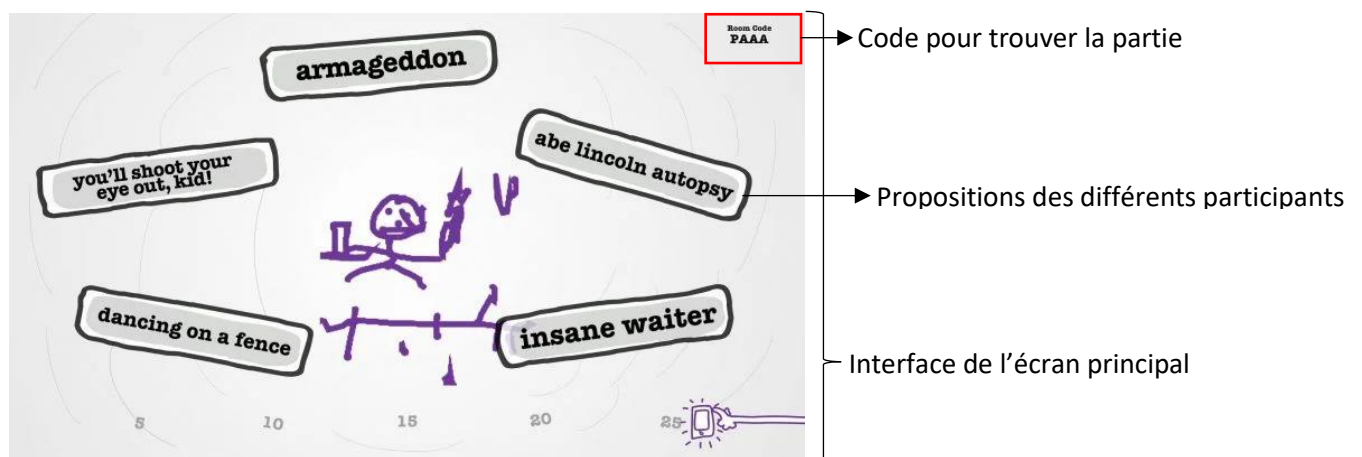 Room Code
PAAA
Code pour trouver la partie
armageddon
abe lincoln autopsy
you'll shoot your
eye out, kid!
Propositions des différents participants
dancing on a fence
insane waiter
Interface de l’écran principal
5 10 15 20 25